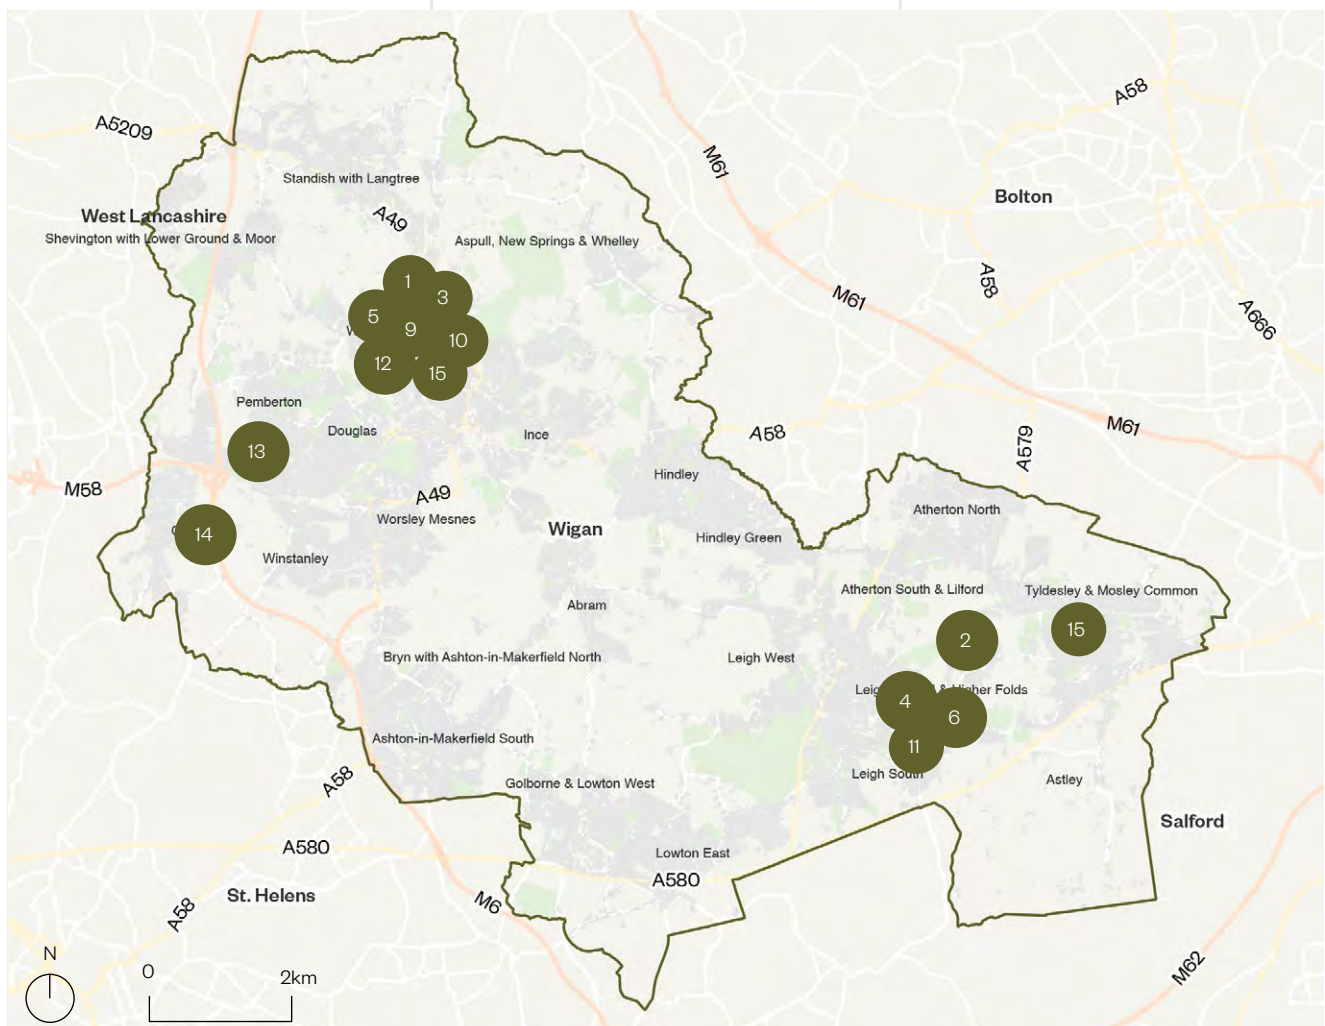 A58
A5209
M61
Standish with Langtree
Bolton
West Lancashire
A49
Shevington with Lower Ground & Moor
Aspull, New Springs & Whelley
A58
1
3
M61
5
9
A666
10
12
15
Pemberton
M61
Douglas
Ince
A58
A579
13
Hindley
M58
A49
Atherton North
Worsley Mesnes
Wigan
14
Hindley Green
Winstanley
Atherton South & Lilford
Tyldesley & Mosley Common
Abram
15
2
Bryn with Ashton-in-Makerfield North
Leigh West
& Higher Folds
4
6
Ashton-in-Makerfield South
11
Leigh South
Astley
A58
Golborne & Lowton West
Salford
A580
Lowton East
A580
St. Helens
M6
A58
N
M62
0
2km